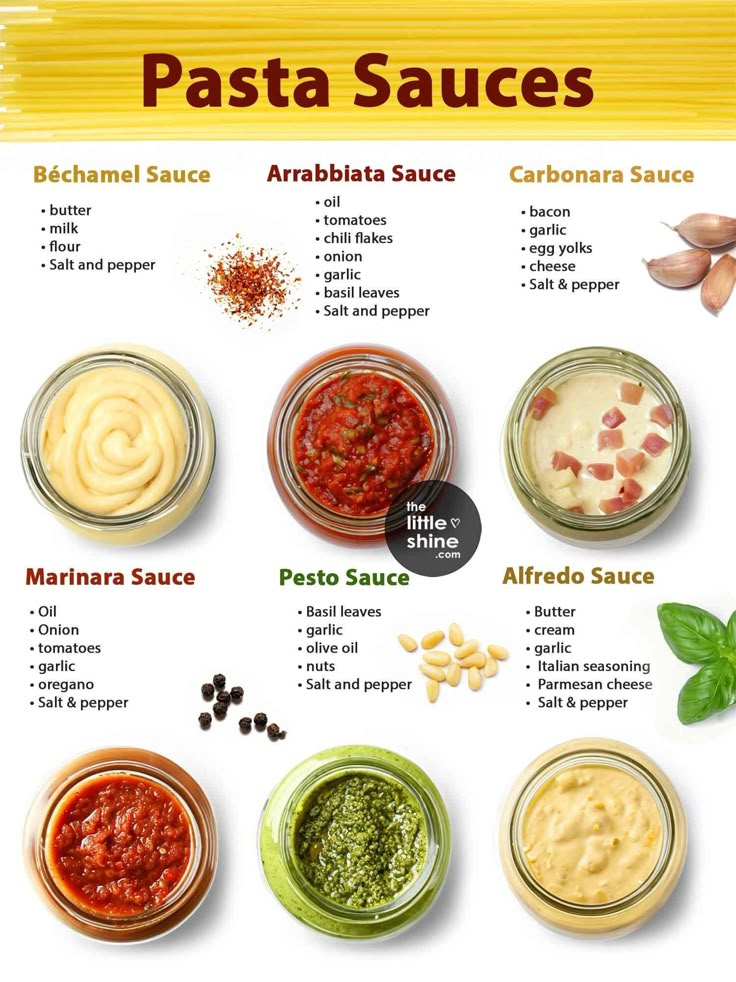 Pasta Sauces
Béchamel Sauce
• butter
• milk
• flour
• Salt and pepper
Arrabbiata Sauce
• oil
• tomatoes
• chili flakes
• onion
• garlic
• basil leaves
• Salt and pepper
Carbonara Sauce
• bacon
• garlic
• egg yolks
• cheese
• Salt & pepper
the
little ♡
shine
.com
Marinara Sauce
• Oil
• Onion
• tomatoes
• garlic
• oregano
• Salt & pepper
Pesto Sauce
• Basil leaves
• garlic
• olive oil
• nuts
• Salt and pepper
Alfredo Sauce
• Butter
• cream
• garlic
• Italian seasoning
• Parmesan cheese
• Salt & pepper